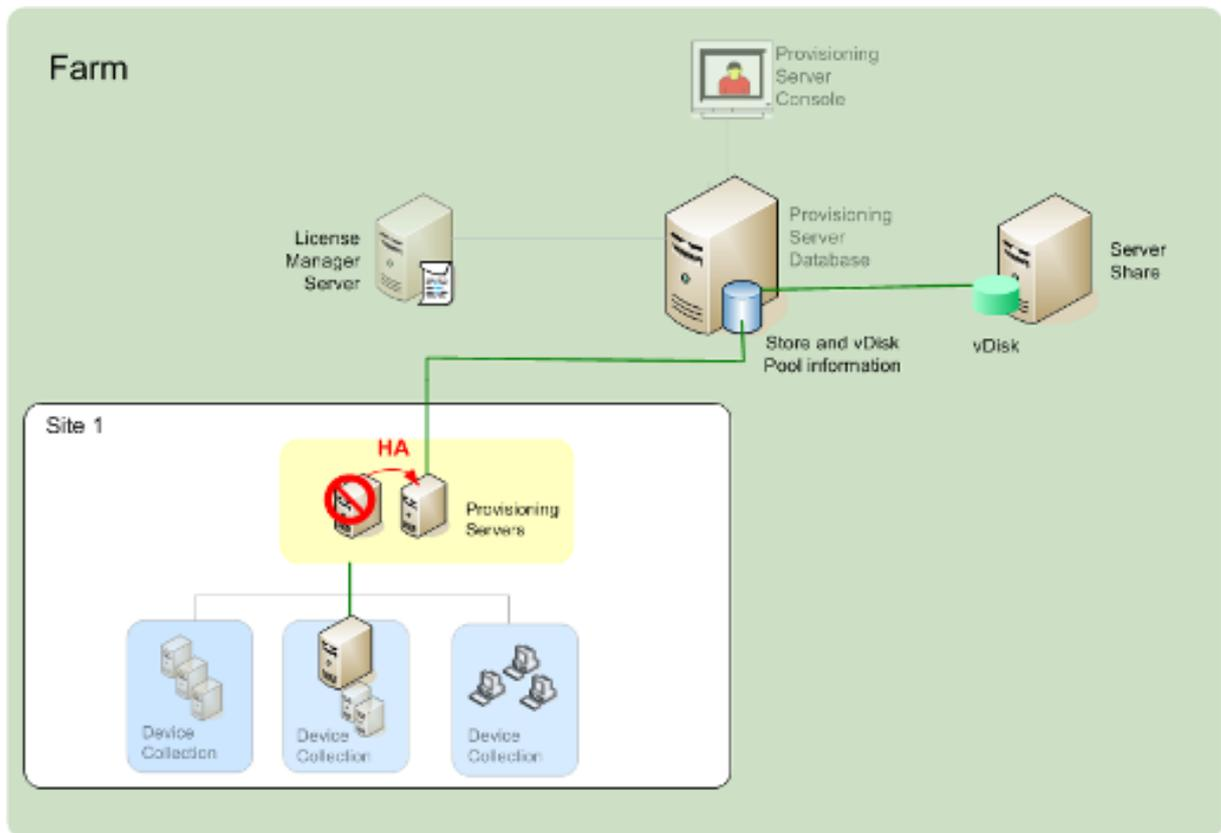 Farm
Provisioning
Server
Console
License
Manager
Server
Provisioning
Server
Database
Server
Share
Store and vDisk
Pool information
vDisk
Site 1
HA
Provisioning
Servers
Device
Collection
Device
Collection
Device
Collection